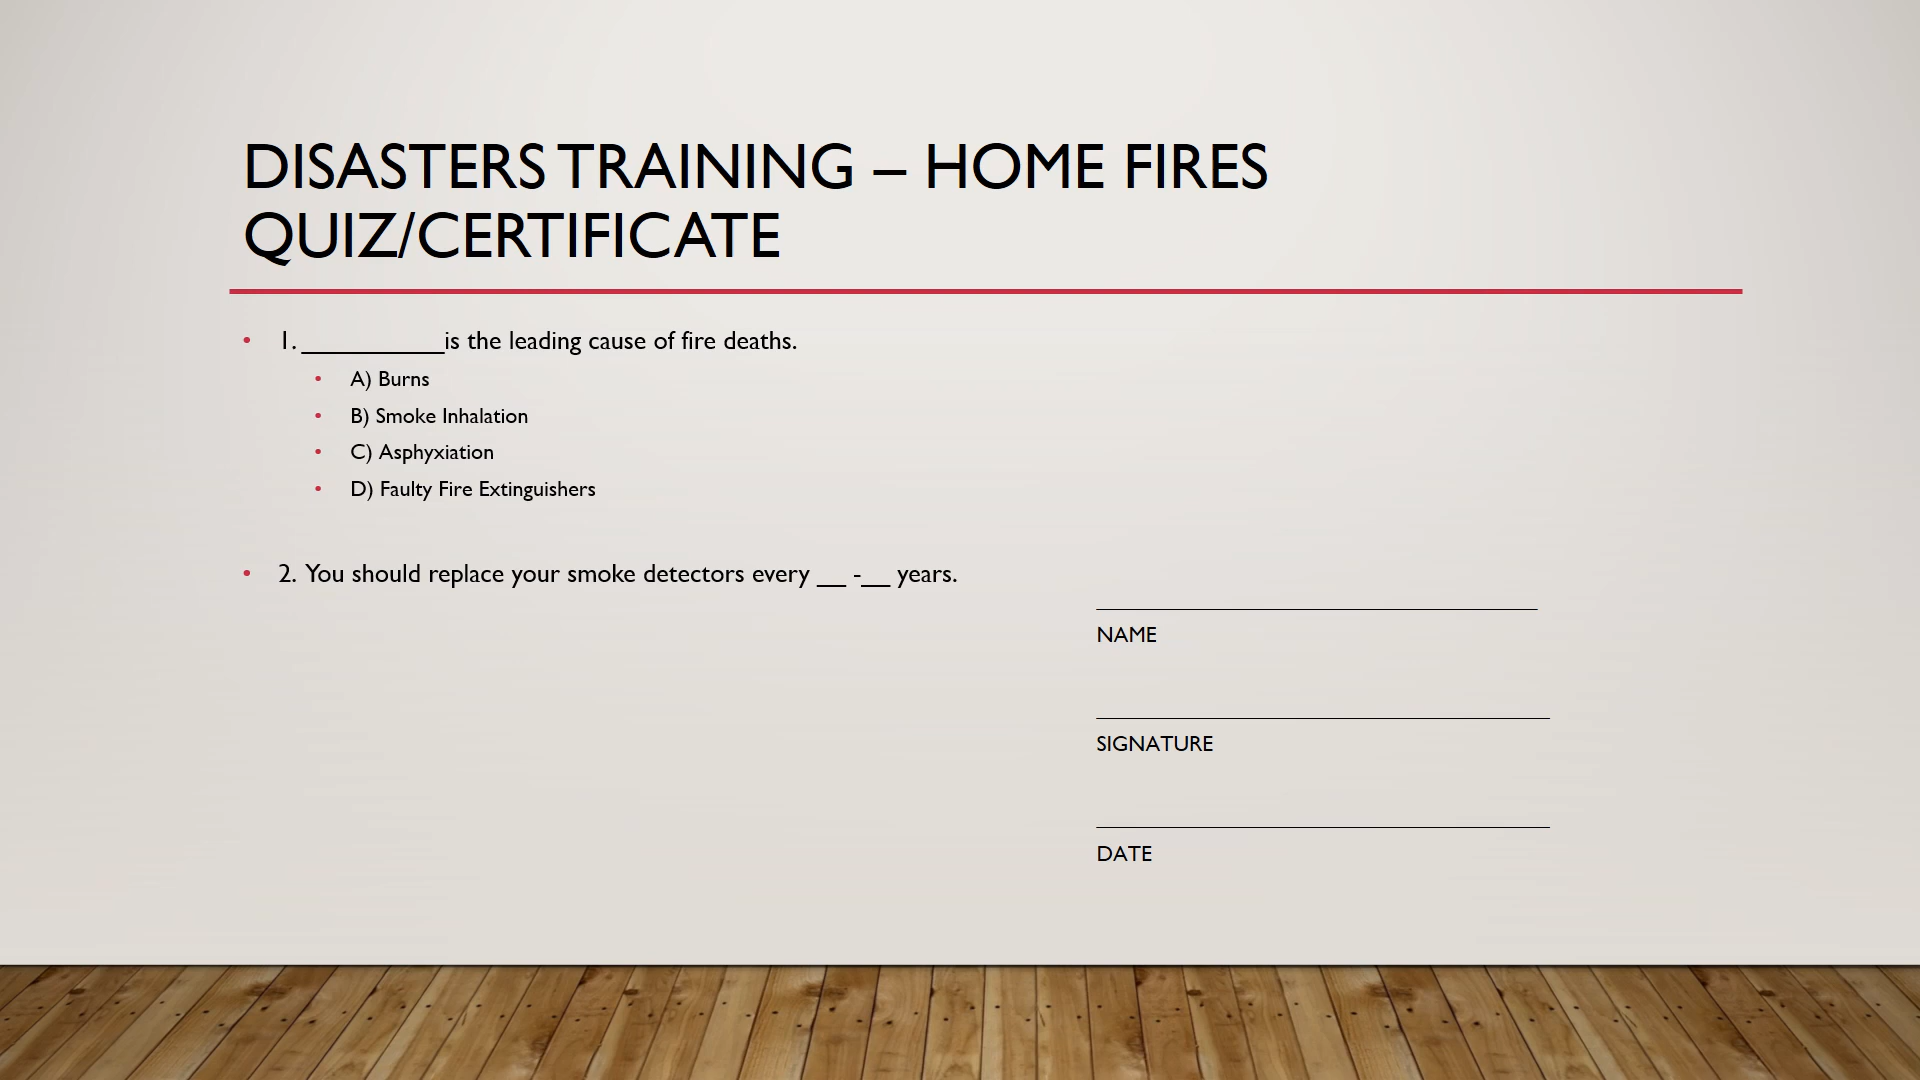 DISASTERS TRAINING – HOME FIRES
QUIZ/CERTIFICATE
• 1. __________is the leading cause of fire deaths.
• A) Burns
• B) Smoke Inhalation
• C) Asphyxiation
• D) Faulty Fire Extinguishers
• 2. You should replace your smoke detectors every __ -__ years.
NAME
SIGNATURE
DATE